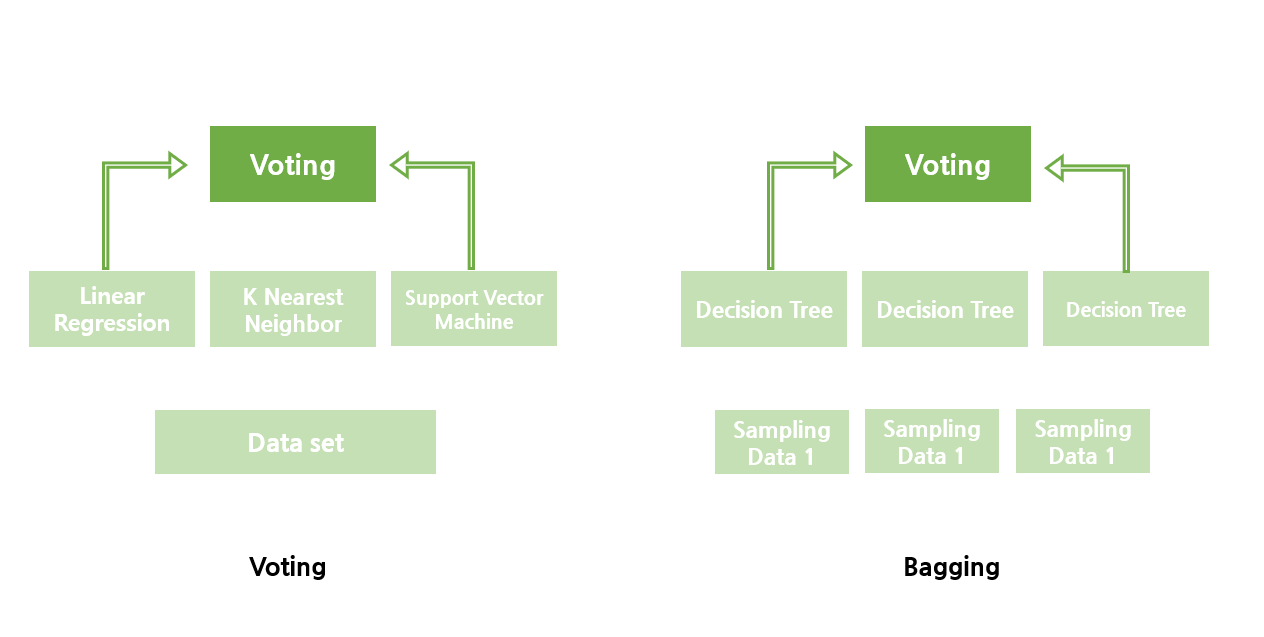 Voting
Linear
Regression
K Nearest
Neighbor
Support Vector
Machine
Data set
Voting
Voting
Decision Tree
Decision Tree
Decision Tree
Sampling
Data 1
Sampling
Data 1
Sampling
Data 1
Bagging